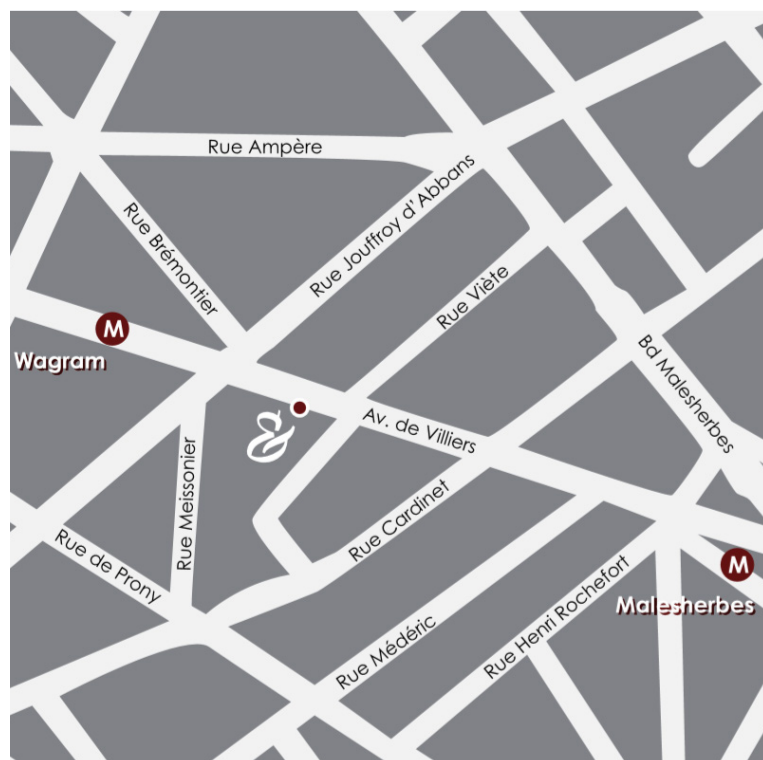 Rue Ampère
Rue Jouffroy d'Abbans
Rue Brémontier
Rue Viète
M
Wagram
Bd Malesherbes
&
Av. de Villiers
Rue Meissonier
Rue Cardinet
Rue de Prony
M
Malesherbes
Rue Henri Rochefort
Rue Médéric